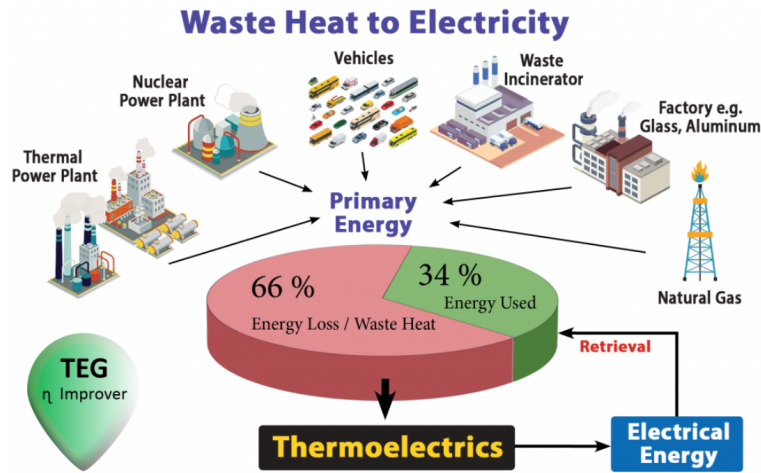 Waste Heat to Electricity
Vehicles
Nuclear
Power Plant
Waste
Incinerator
Factory e.g.
Glass, Aluminum
Thermal
Power Plant
Primary
Energy
Natural Gas
66 %
Energy Loss / Waste Heat
34 %
Energy Used
Retrieval
TEG
η Improver
Thermoelectrics
Electrical
Energy